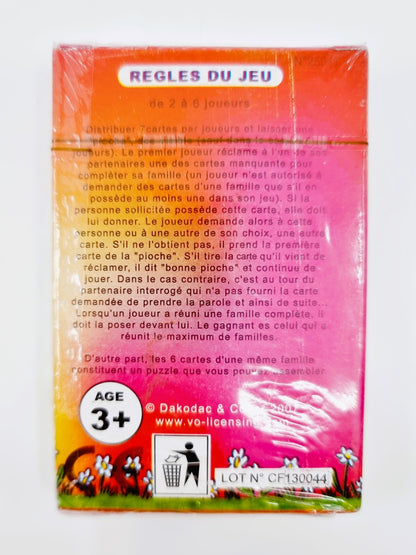 REGLES DU JEU
de 2 à 6 joueurs
Distribuer 7cartes par joueurs et laisser une
"pioche",
jeu). Le premier joueur réclame à l'un de ses
partenaires une des cartes manquante pour
compléter sa famille (un joueur n'est autorisé à
demander des cartes d'une famille que s'il en
possède au moins une dans son jeu). Si la
personne sollicitée possède cette carte, elle doit
lui donner. Le joueur demande alors à cette
personne ou à une autre de son choix, une autre
carte. S'il ne l'obtient pas, il prend la première
carte de la "pioche". S'il tire la carte qu'il vient de
réclamer, il dit "bonne pioche" et continue de
jouer. Dans le cas contraire, c'est au tour du
partenaire interrogé qui n'a pas fourni la carte
demandée de prendre la parole et ainsi de suite...
Lorsqu'un joueur a réuni une famille complète, il
doit la poser devant lui. Le gagnant es celui qui a
réunit le maximum de familles.
D'autre part, les 6 cartes d'une même famille
constituent un puzzle que vous pouvez assembler
AGE
3+
© Dakodac & Co
www.vo-licensin
LOT N° CF130044